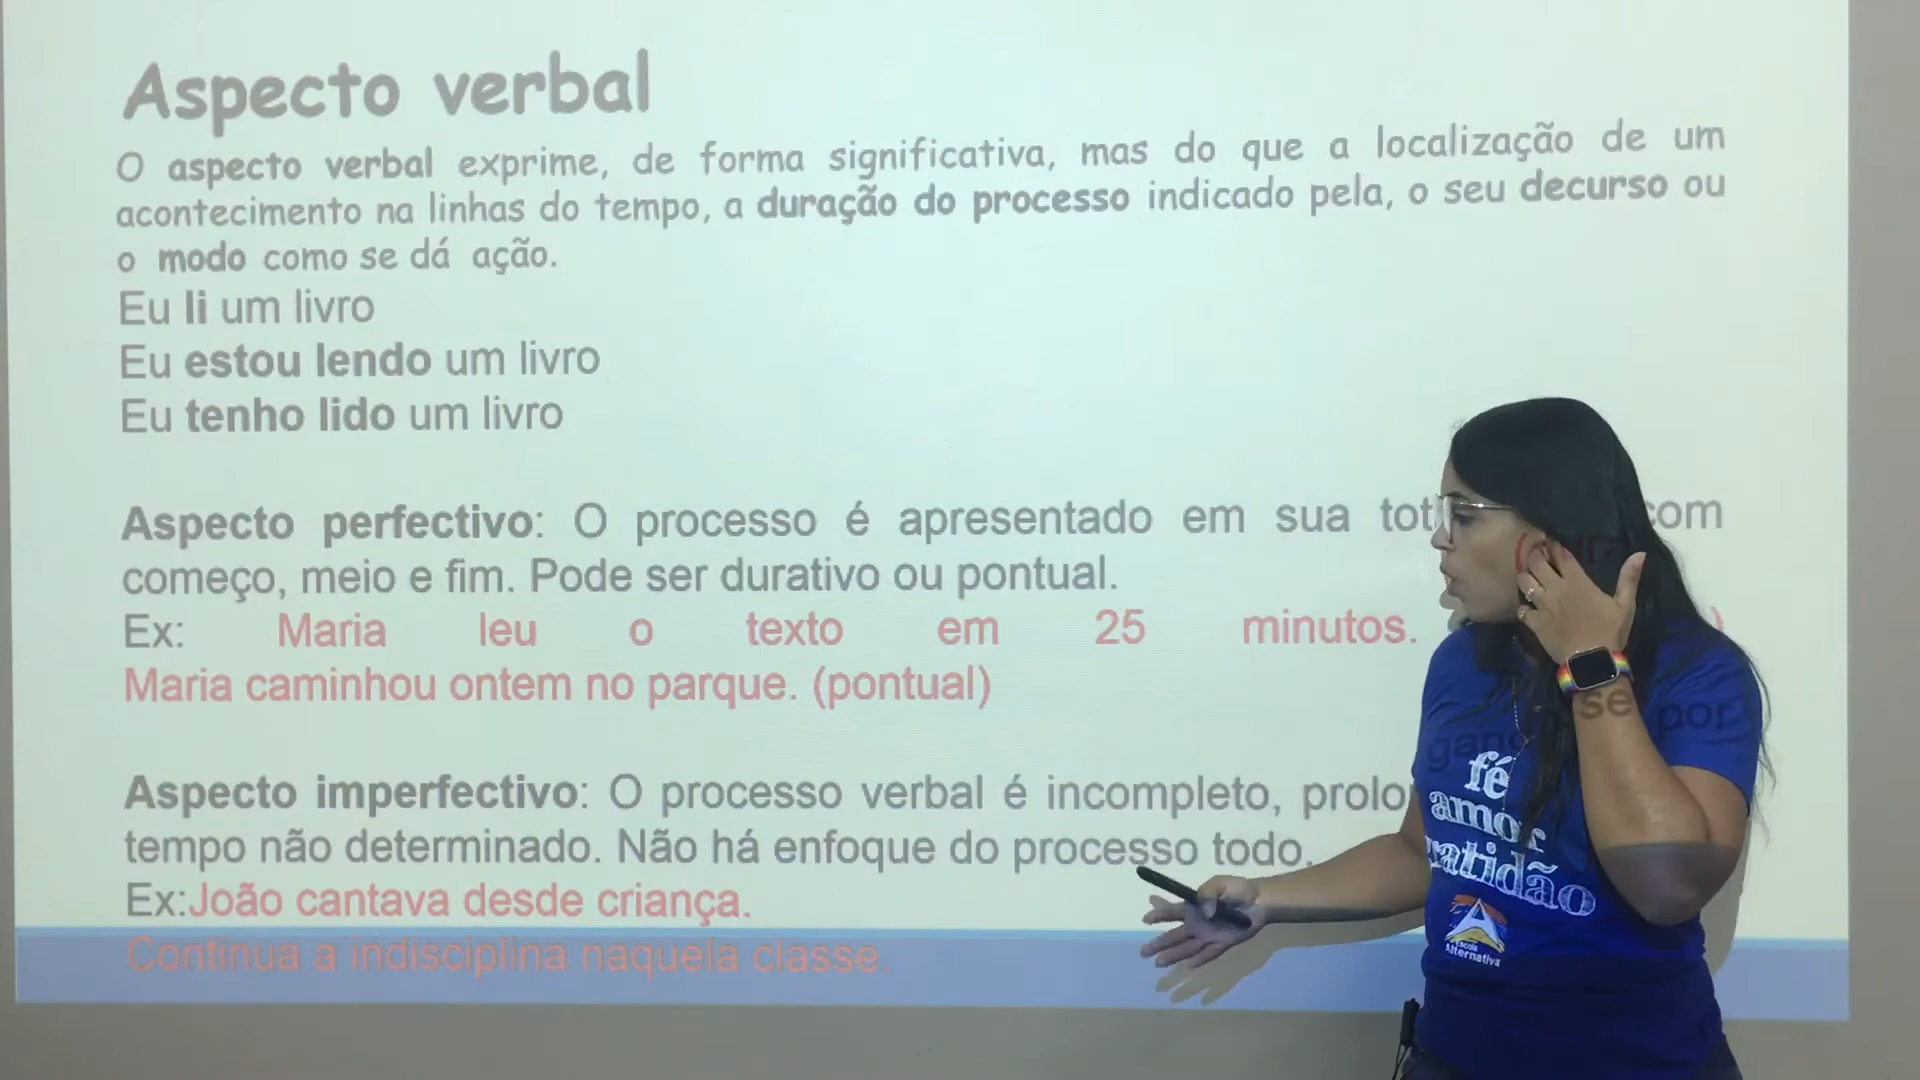 Aspecto verbal
O aspecto verbal exprime, de forma significativa, mas do que a localização de um
acontecimento na linhas do tempo, a duração do processo indicado pela, o seu decurso ou
o modo como se dá ação.
Eu li um livro
Eu estou lendo um livro
Eu tenho lido um livro
Aspecto perfectivo: O processo é apresentado em sua com
começo, meio e fim. Pode ser durativo ou pontual.
Ex: Maria leu o texto em 25 minutos.
Maria caminhou ontem no parque. (pontual)
Aspecto imperfectivo: O processo verbal é incompleto, se por
tempo não determinado. Não há enfoque do processo todo.
Ex:João cantava desde criança.
Continua a indisciplina naquela classe.
fé
amor
gratidão
Escola
Alternativa